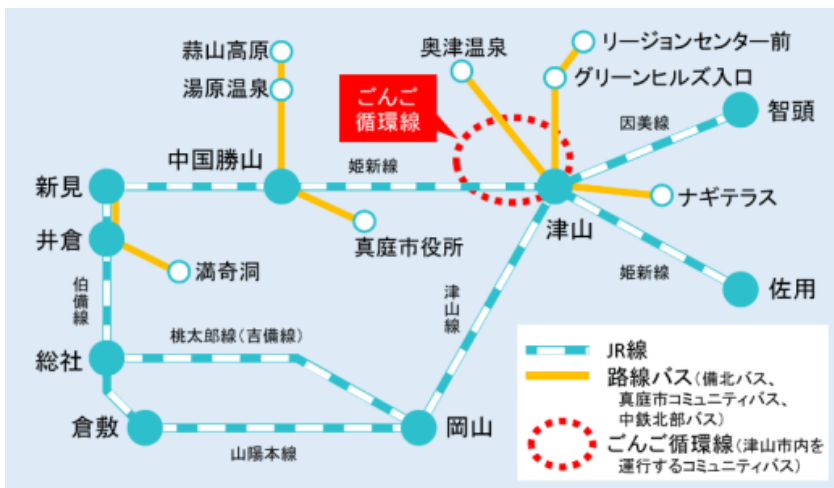 蒜山高原
湯原温泉
奥津温泉
リージョンセンター前
グリーンヒルズ入口
ごんご
循環線
智頭
因美線
中国勝山
姫新線
新見
津山
ナギテラス
井倉
真庭市役所
満奇洞
姫新線
佐用
伯備線
津山線
桃太郎線(吉備線)
総社
倉敷
岡山
山陽本線
JR線
路線バス(備北バス、
真庭市コミュニティバス、
中鉄北部バス)
ごんご循環線(津山市内を
運行するコミュニティバス)